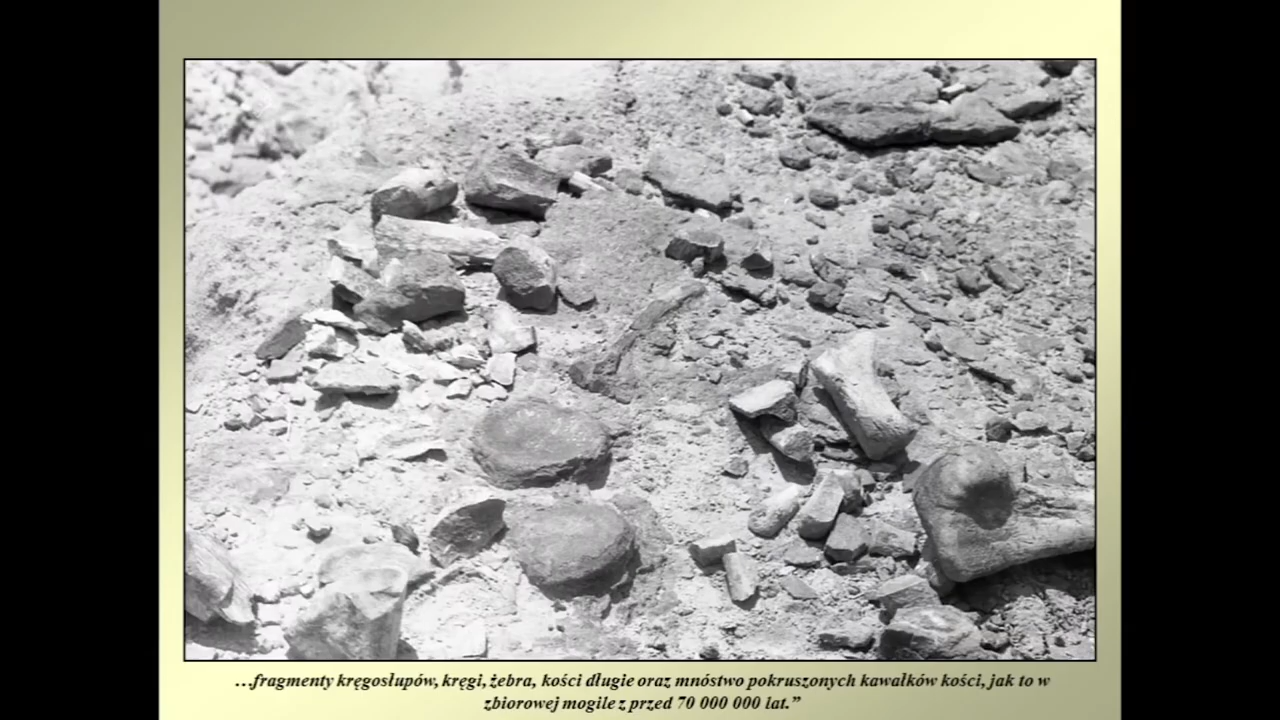 …fragmenty kręgosłupów, kręgi, żebra, kości długie oraz mnóstwo pokruszonych kawałków kości, jak to w
zbiorowej mogile z przed 70 000 000 lat.”